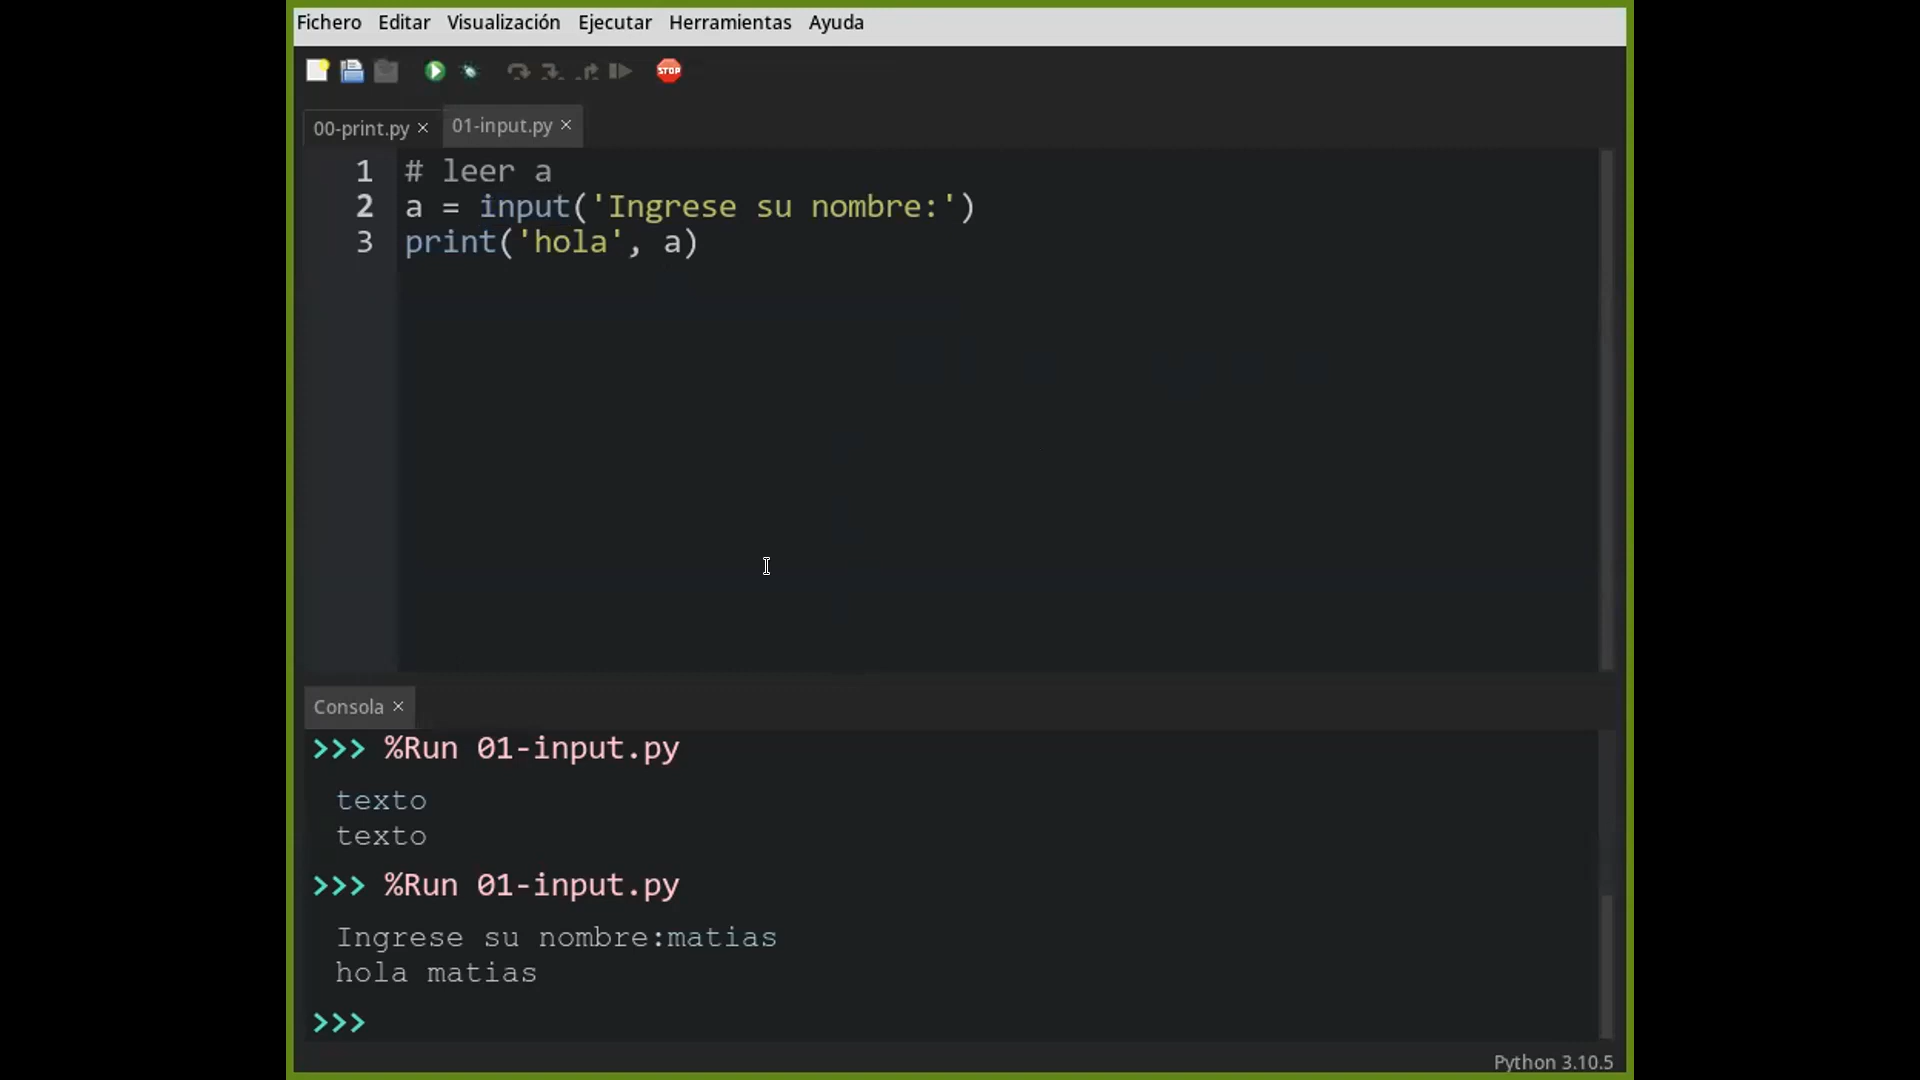 Fichero Editar Visualización Ejecutar Herramientas Ayuda
STOP
00-print.py × 01-input.py ×
1 # leer a
2 a = input('Ingrese su nombre:')
3 print('hola', a)
Consola ×
>>> %Run 01-input.py
texto
texto
>>> %Run 01-input.py
Ingrese su nombre:matias
hola matias
>>>
Python 3.10.5